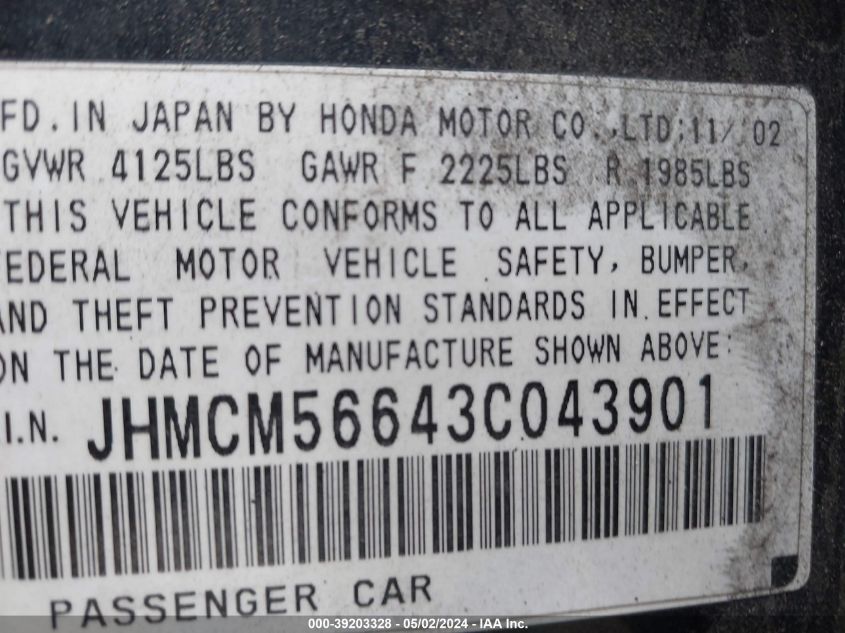 FD. IN JAPAN BY HONDA MOTOR CO., LTD; 11/ 02
GVWR 4125LBS GAWR F 2225LBS R 1985LBS
THIS VEHICLE CONFORMS TO ALL APPLICABLE
EDERAL MOTOR VEHICLE SAFETY, BUMPER,
AND THEFT PREVENTION STANDARDS IN EFFECT
ON THE DATE OF MANUFACTURE SHOWN ABOVE:
.I.N. JHMCM56643C043901
PASSENGER CAR
000-39203328 - 05/02/2024 - IAA Inc.